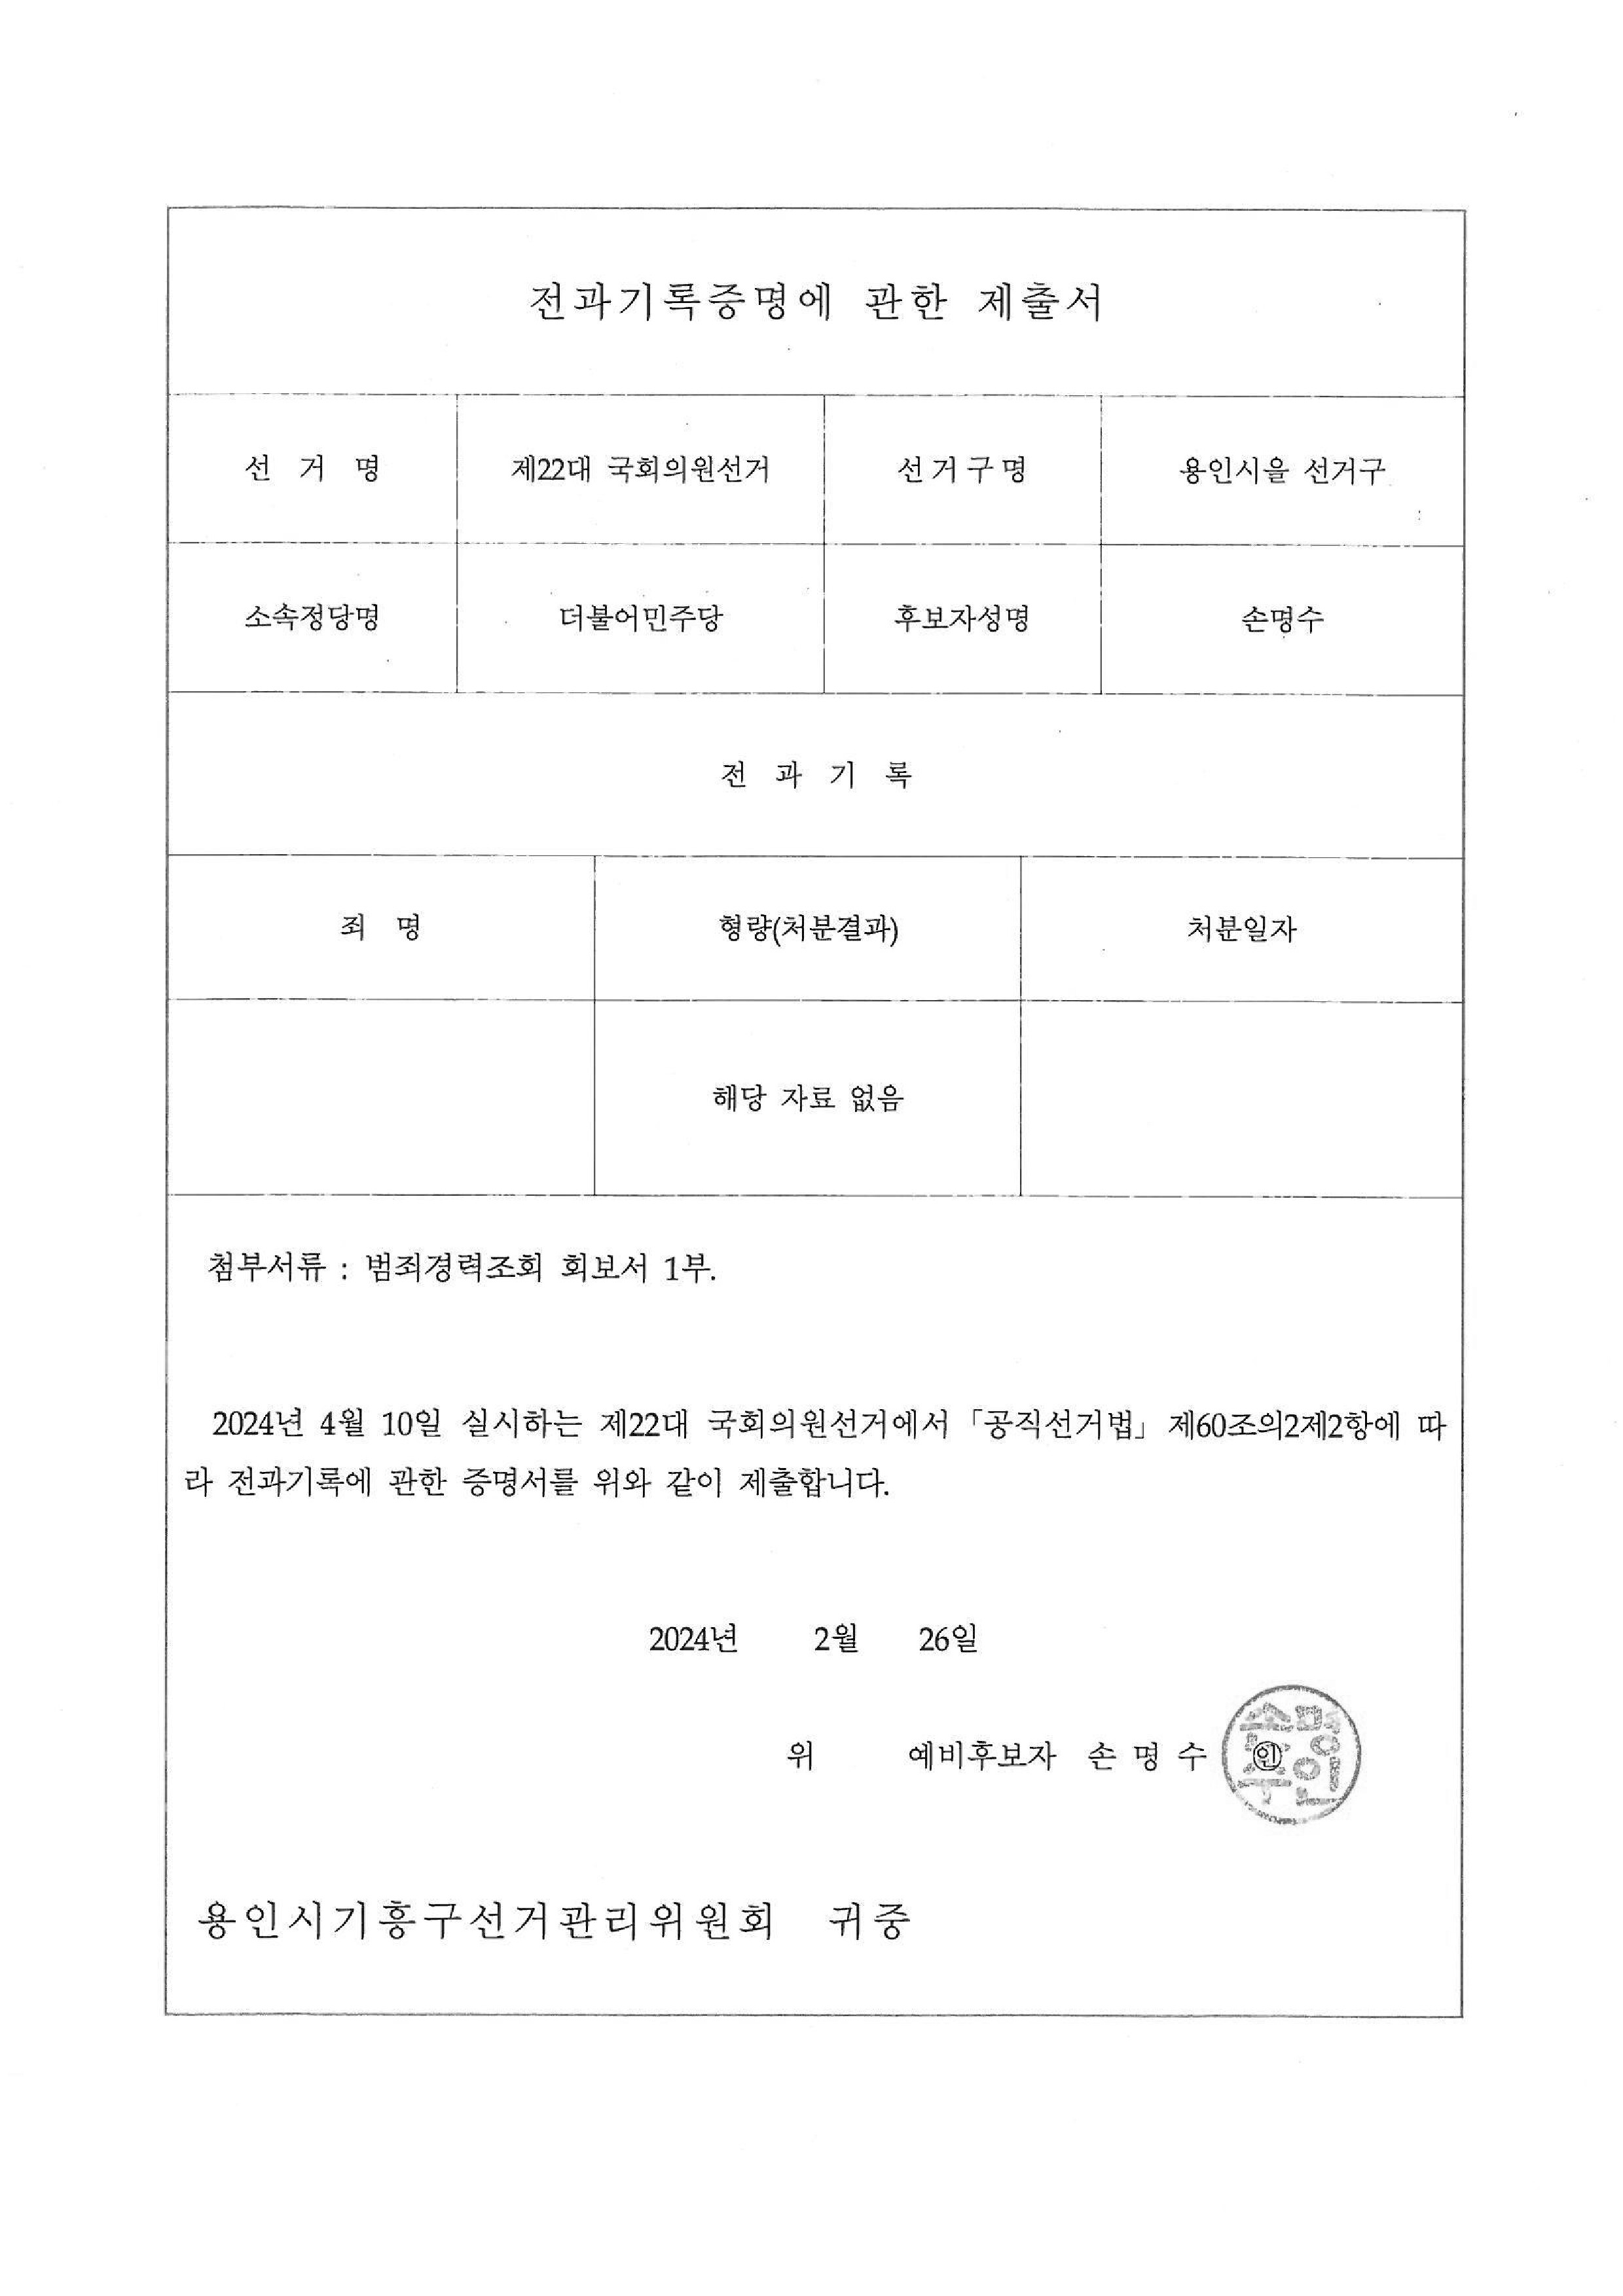 전과기록증명에 관한 제출서
선 거 명 제22대 국회의원선거 선거구명 용인시을 선거구
소속정당명 더불어민주당 후보자성명 손명수
전 과 기 록
죄 명 형량(처분결과) 처분일자
해당 자료 없음
첨부서류 : 범죄경력조회 회보서 1부.
2024년 4월 10일 실시하는 제22대 국회의원선거에서 「공직선거법」 제60조의2제2항에 따
라 전과기록에 관한 증명서를 위와 같이 제출합니다.
2024년 2월 26일
위 예비후보자 손 명 수 ㊞
손명
수인
용인시기흥구선거관리위원회 귀중